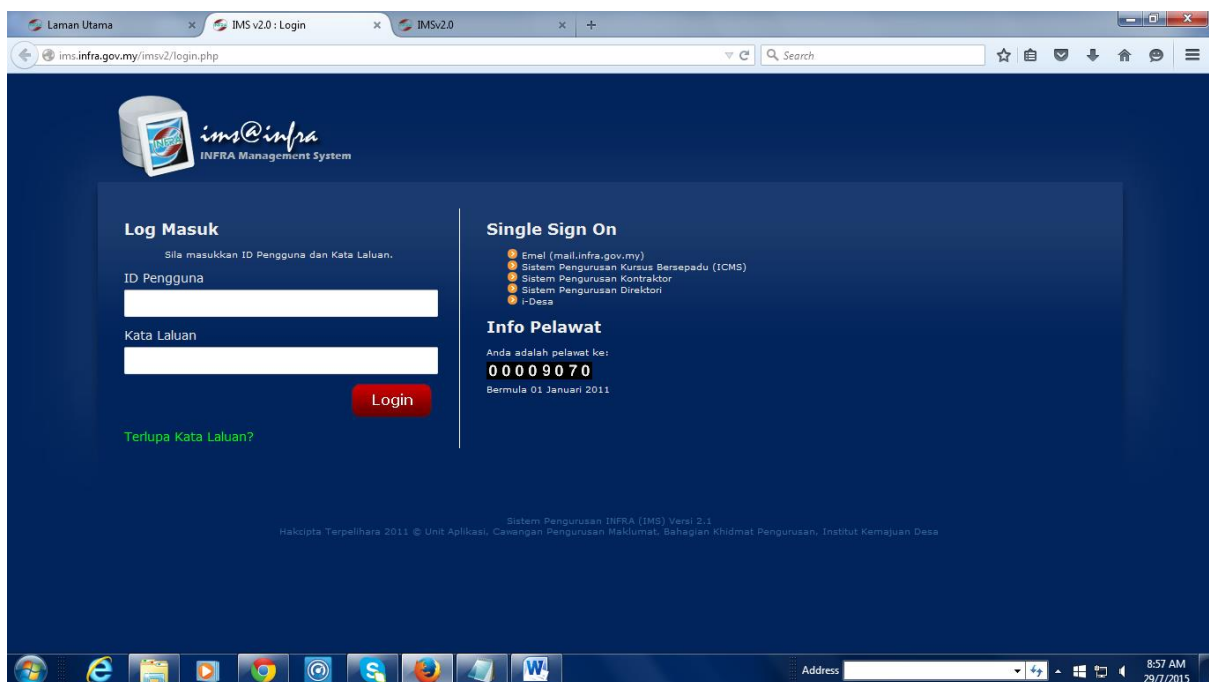 Laman Utama
IMS v2.0 : Login
IMSv2.0
ims.infra.gov.my/imsv2/login.php
Search
INFRA
ims@infra
INFRA Management System
Log Masuk
Sila masukkan ID Pengguna dan Kata Laluan.
ID Pengguna
Kata Laluan
Login
Terlupa Kata Laluan?
Single Sign On
Emel (mail.infra.gov.my)
Sistem Pengurusan Kursus Bersepadu (ICMS)
Sistem Pengurusan Kontraktor
Sistem Pengurusan Direktori
i-Desa
Info Pelawat
Anda adalah pelawat ke:
00009070
Bermula 01 Januari 2011
Sistem Pengurusan INFRA (IMS) Versi 2.1
Hakcipta Terpelihara 2011 © Unit Aplikasi, Cawangan Pengurusan Maklumat, Bahagian Khidmat Pengurusan, Institut Kemajuan Desa
Address
8:57 AM
29/7/2015